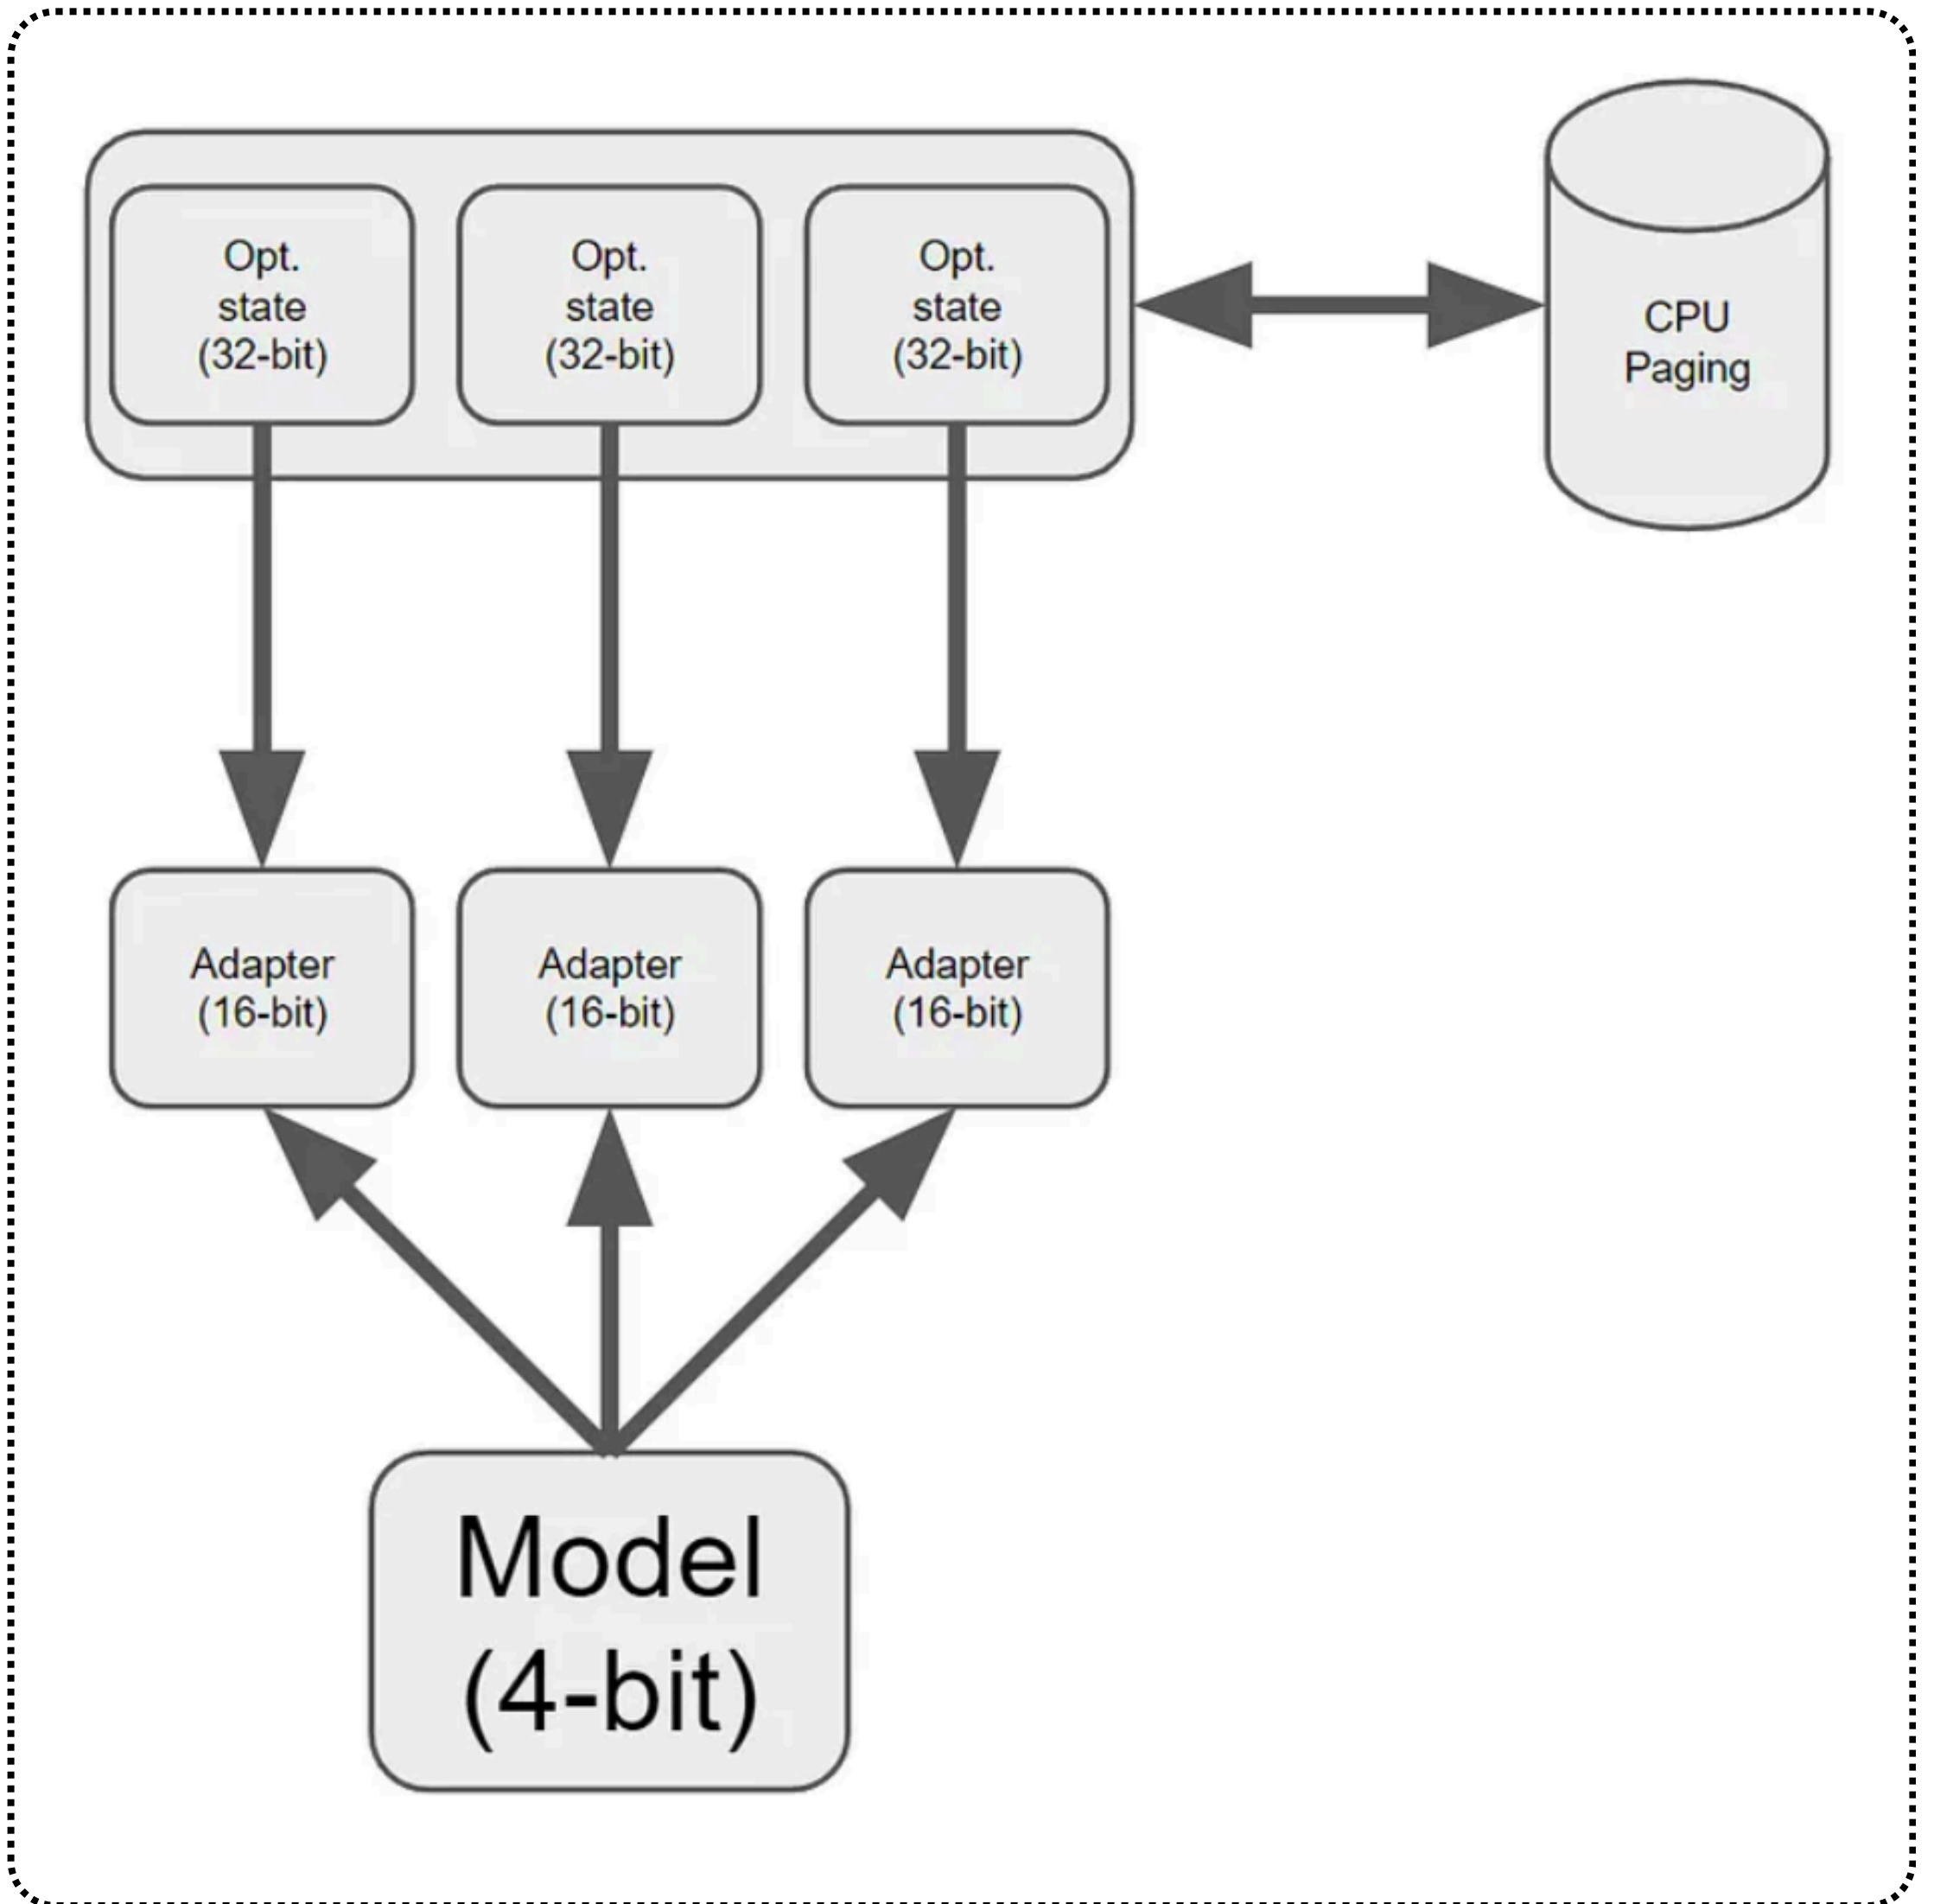 Opt.
state
(32-bit)
Opt.
state
(32-bit)
Opt.
state
(32-bit)
CPU
Paging
Adapter
(16-bit)
Adapter
(16-bit)
Adapter
(16-bit)
Model
(4-bit)